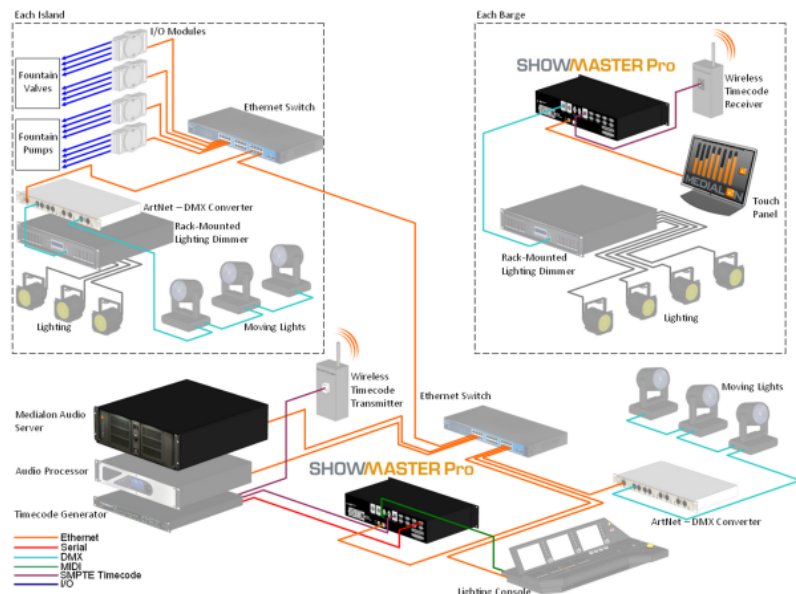 Each Island
I/O Modules
Fountain
Valves
Fountain
Pumps
Ethernet Switch
ArtNet – DMX Converter
Rack-Mounted
Lighting Dimmer
Lighting
Moving Lights
Each Barge
SHOWMASTER Pro
Wireless
Timecode
Receiver
MEDIALON
Touch
Panel
Rack-Mounted
Lighting Dimmer
Lighting
Medialon Audio
Server
Audio Processor
Timecode Generator
Wireless
Timecode
Transmitter
SHOWMASTER Pro
Ethernet Switch
Moving Lights
ArtNet – DMX Converter
Lighting Console
Ethernet
Serial
DMX
MIDI
SMPTE Timecode
I/O